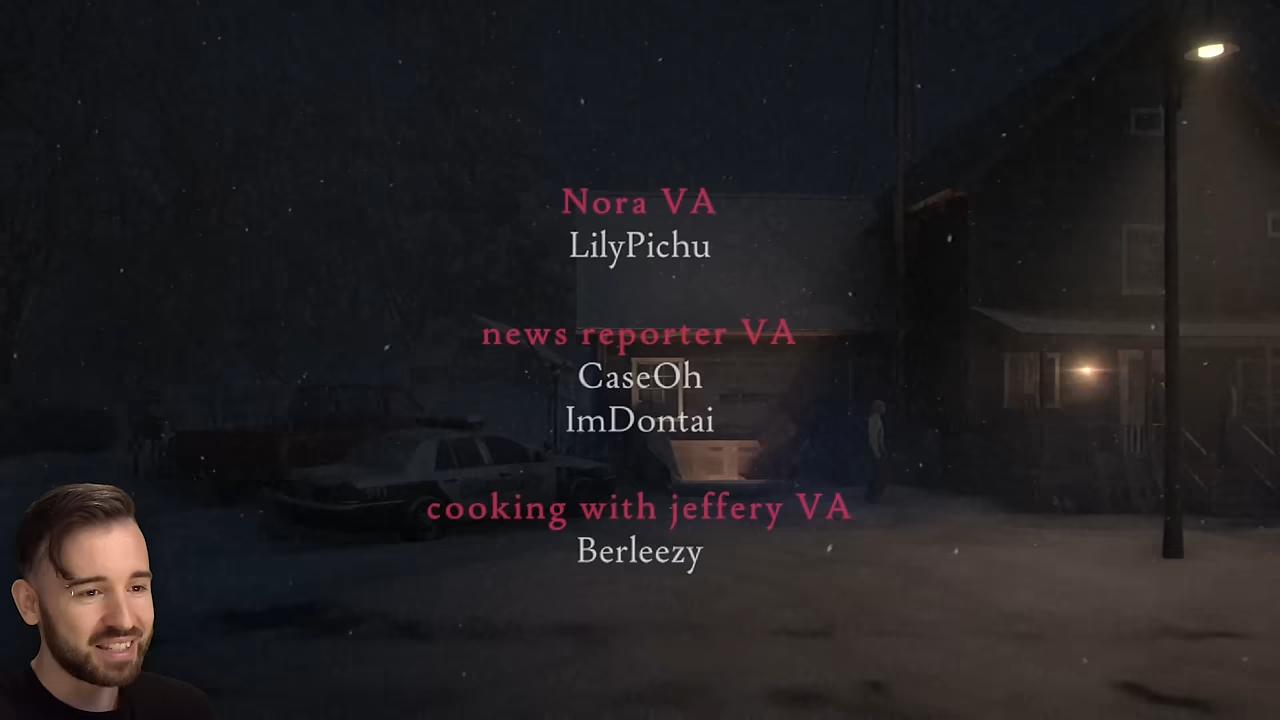 Nora VA
LilyPichu
news reporter VA
CaseOh
ImDontai
cooking with jeffery VA
Berleezy